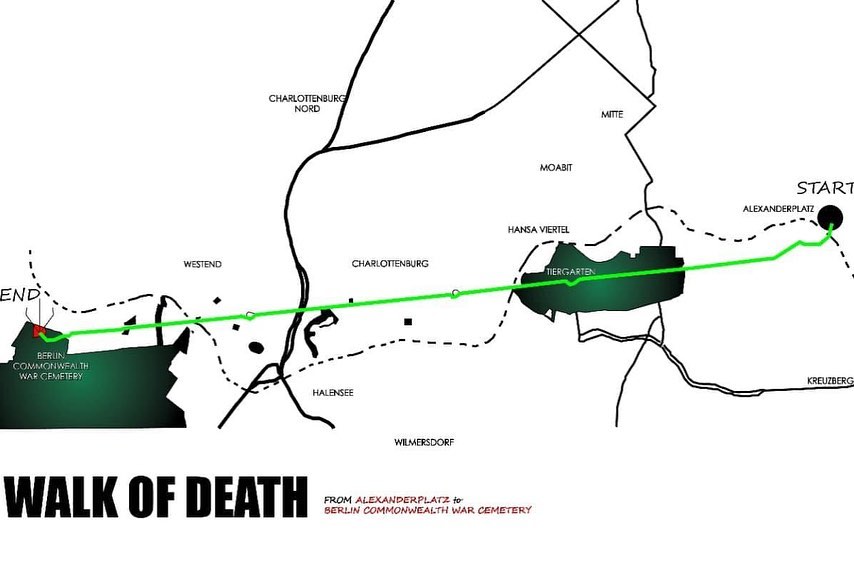 CHARLOTTENBURG
NORD
MITTE
MOABIT
START
ALEXANDERPLATZ
HANSA VIERTEL
WESTEND
CHARLOTTENBURG
TIERGARTEN
END
BERLIN
COMMONWEALTH
WAR CEMETERY
HALENSEE
KREUZBERG
WILMERSDORF
WALK OF DEATH
FROM ALEXANDERPLATZ to
BERLIN COMMONWEALTH WAR CEMETERY